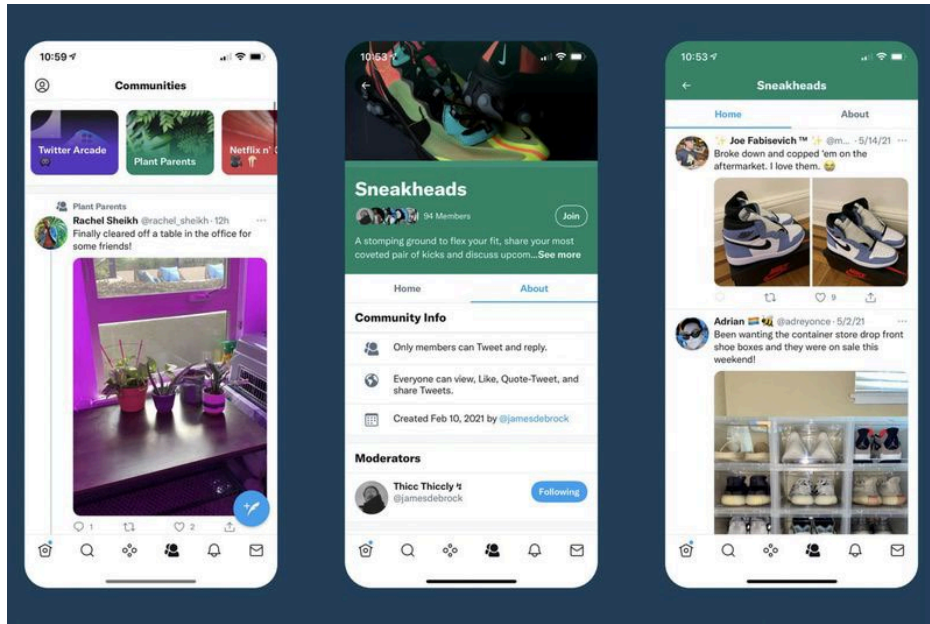 10:59
Communities
Twitter Arcade
Plant Parents
Netflix n'
Plant Parents
Rachel Sheikh @rachel_sheikh · 12h
Finally cleared off a table in the office for
some friends!
1
2
10:53
Sneakheads
94 Members
Join
A stomping ground to flex your fit, share your most
coveted pair of kicks and discuss upcom...See more
Home
About
Community Info
Only members can Tweet and reply.
Everyone can view, Like, Quote-Tweet, and
share Tweets.
Created Feb 10, 2021 by @jamesdebrock
Moderators
Thicc Thiccly
@jamesdebrock
Following
10:53
Sneakheads
Home
About
✨ Joe Fabisevich ™ ✨ @m... · 5/14/21
Broke down and copped 'em on the
aftermarket. I love them. 😭
9
Adrian 🏳️‍🌈 🐝 @adreyonce · 5/2/21
Been wanting the container store drop front
shoe boxes and they were on sale this
weekend!